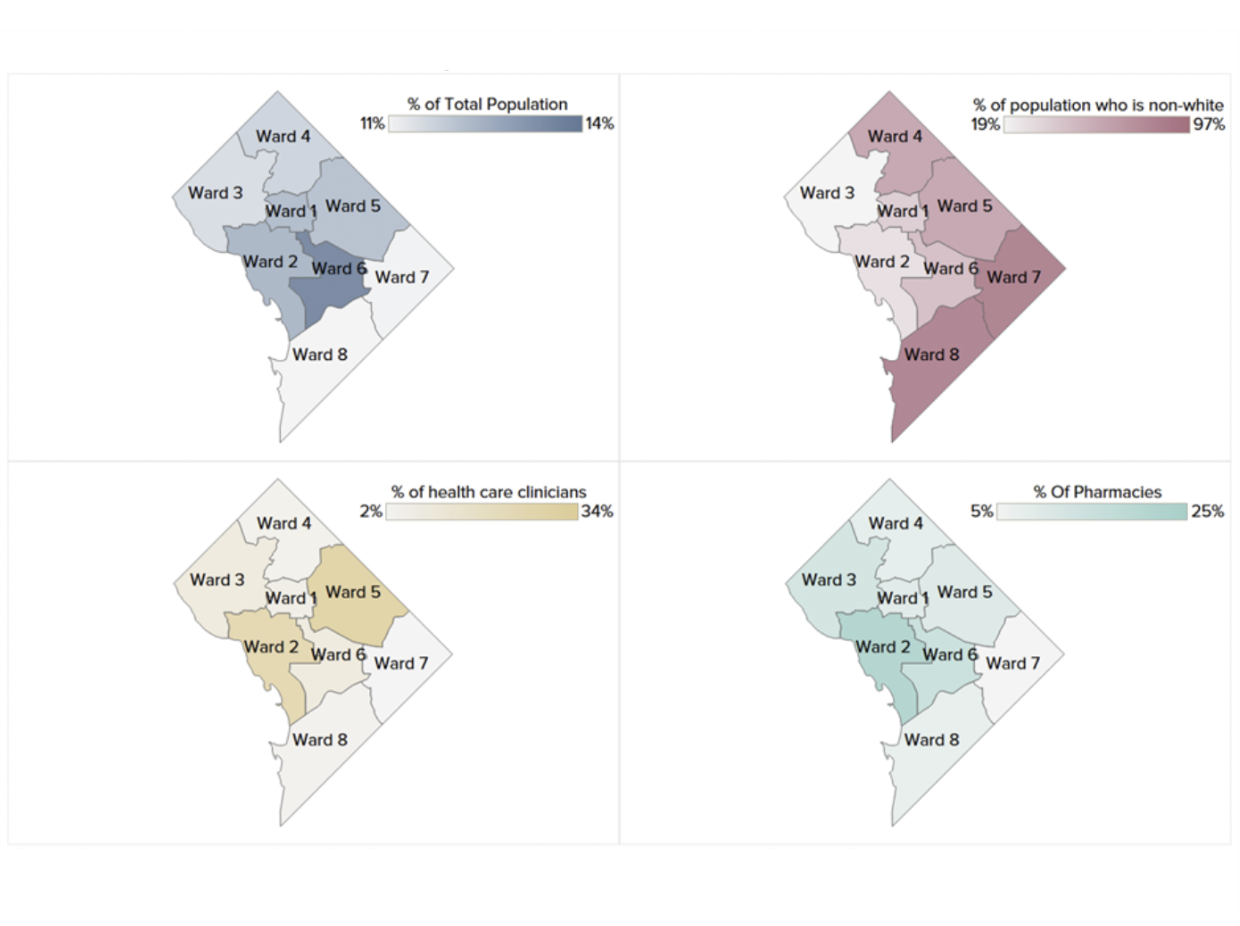 % of Total Population
11% 14%
Ward 4
Ward 3
Ward 1 Ward 5
Ward 2 Ward 6 Ward 7
Ward 8
% of population who is non-white
19% 97%
Ward 4
Ward 3
Ward 1 Ward 5
Ward 2 Ward 6 Ward 7
Ward 8
% of health care clinicians
2% 34%
Ward 4
Ward 3
Ward 1 Ward 5
Ward 2 Ward 6 Ward 7
Ward 8
% Of Pharmacies
5% 25%
Ward 4
Ward 3
Ward 1 Ward 5
Ward 2 Ward 6 Ward 7
Ward 8